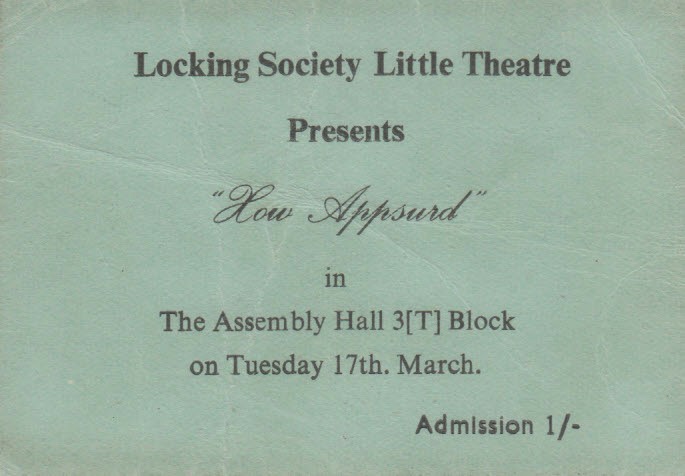 Locking Society Little Theatre
Presents
"How Appsurd"
in
The Assembly Hall 3[T] Block
on Tuesday 17th. March.
Admission 1/-